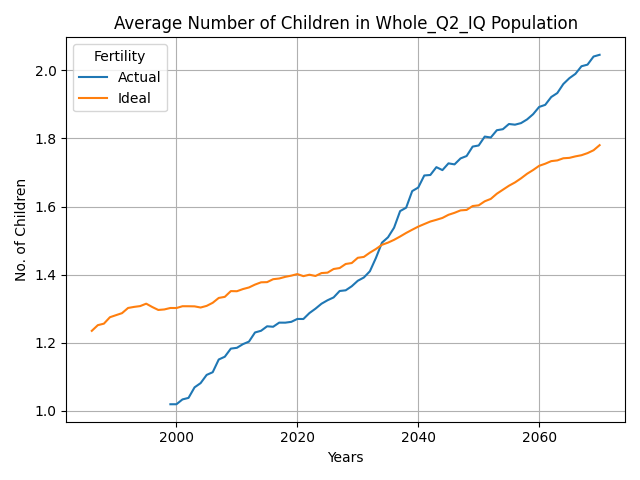 Average Number of Children in Whole_Q2_IQ Population
Fertility
Actual
Ideal
No. of Children
2.0
1.8
1.6
1.4
1.2
1.0
2000
2020
2040
2060
Years